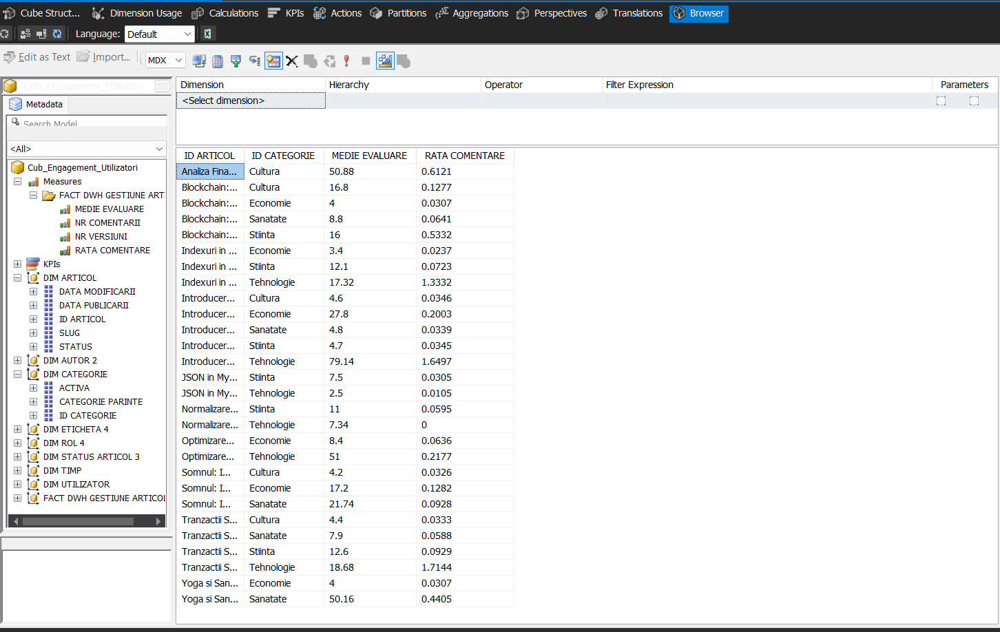 Cube Struct... Dimension Usage Calculations KPIs Actions Partitions Aggregations Perspectives Translations Browser
Language: Default
Edit as Text Import... MDX
Cub_Engagement_Utilizatori
Metadata
Search Model
<All>
Cub_Engagement_Utilizatori
Measures
FACT DWH GESTIUNE ART
MEDIE EVALUARE
NR COMENTARII
NR VERSIUNI
RATA COMENTARE
KPIs
DIM ARTICOL
DATA MODIFICARII
DATA PUBLICARII
ID ARTICOL
SLUG
STATUS
DIM AUTOR 2
DIM CATEGORIE
ACTIVA
CATEGORIE PARINTE
ID CATEGORIE
DIM ETICHETA 4
DIM ROL 4
DIM STATUS ARTICOL 3
DIM TIMP
DIM UTILIZATOR
FACT DWH GESTIUNE ARTICOL
Dimension Hierarchy Operator Filter Expression Parameters
<Select dimension>
ID ARTICOL ID CATEGORIE MEDIE EVALUARE RATA COMENTARE
Analiza Fina... Cultura 50.88 0.6121
Blockchain:... Cultura 16.8 0.1277
Blockchain:... Economie 4 0.0307
Blockchain:... Sanatate 8.8 0.0641
Blockchain:... Stiinta 16 0.5332
Indexuri in ... Economie 3.4 0.0237
Indexuri in ... Stiinta 12.1 0.0723
Indexuri in ... Tehnologie 17.32 1.3332
Introducer... Cultura 4.6 0.0346
Introducer... Economie 27.8 0.2003
Introducer... Sanatate 4.8 0.0339
Introducer... Stiinta 4.7 0.0345
Introducer... Tehnologie 79.14 1.6497
JSON in My... Stiinta 7.5 0.0305
JSON in My... Tehnologie 2.5 0.0105
Normalizare... Stiinta 11 0.0595
Normalizare... Tehnologie 7.34 0
Optimizare... Economie 8.4 0.0636
Optimizare... Tehnologie 51 0.2177
Somnul: I... Cultura 4.2 0.0326
Somnul: I... Economie 17.2 0.1282
Somnul: I... Sanatate 21.74 0.0928
Tranzactii S... Cultura 4.4 0.0333
Tranzactii S... Sanatate 7.9 0.0588
Tranzactii S... Stiinta 12.6 0.0929
Tranzactii S... Tehnologie 18.68 1.7144
Yoga si San... Economie 4 0.0307
Yoga si San... Sanatate 50.16 0.4405